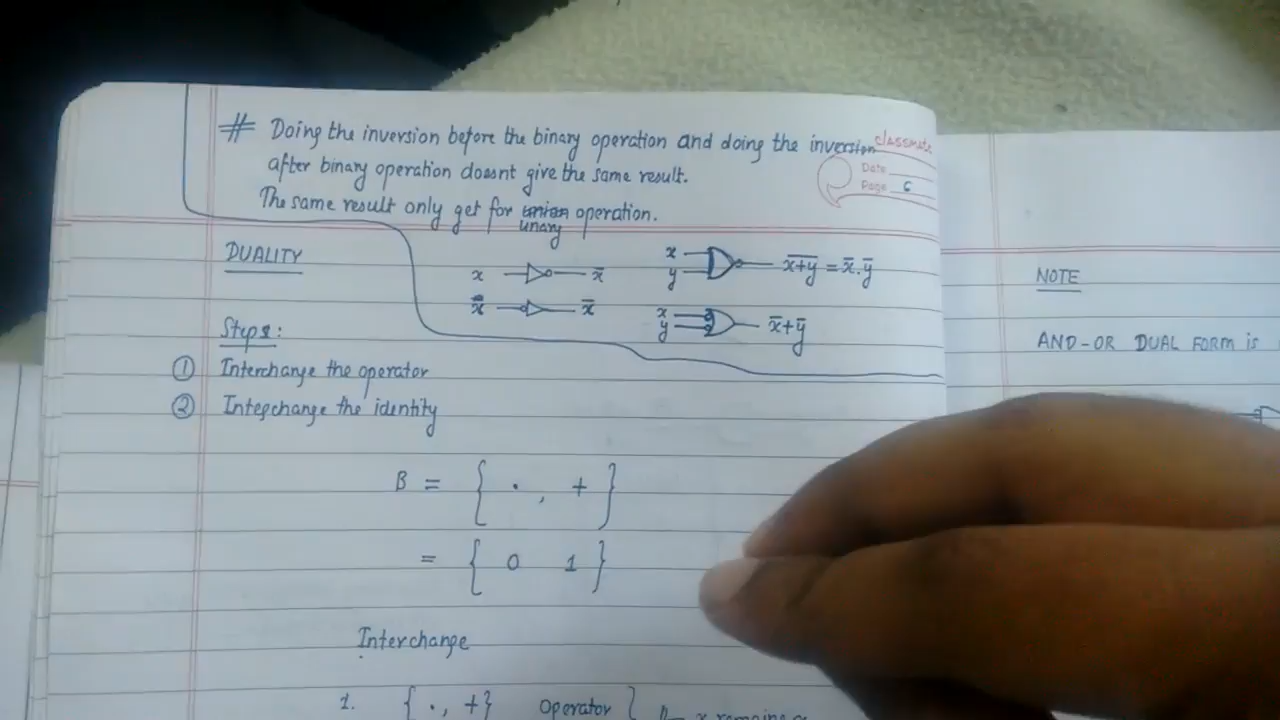 # Doing the inversion before the binary operation and doing the inversion
after binary operation doesnt give the same result.
The same result only get for unary operation.
classmate
Date
Page 6
DUALITY
x x̅
x̅ x̅
x
y
x̅+̅y̅ = x̅.y̅
x
y
x̅+y̅
Steps:
① Interchange the operator
② Interchange the identity
B = { . , + }
= { 0 1 }
Interchange
1. { ., +} Operator }
x remains
NOTE
AND-OR DUAL FORM is